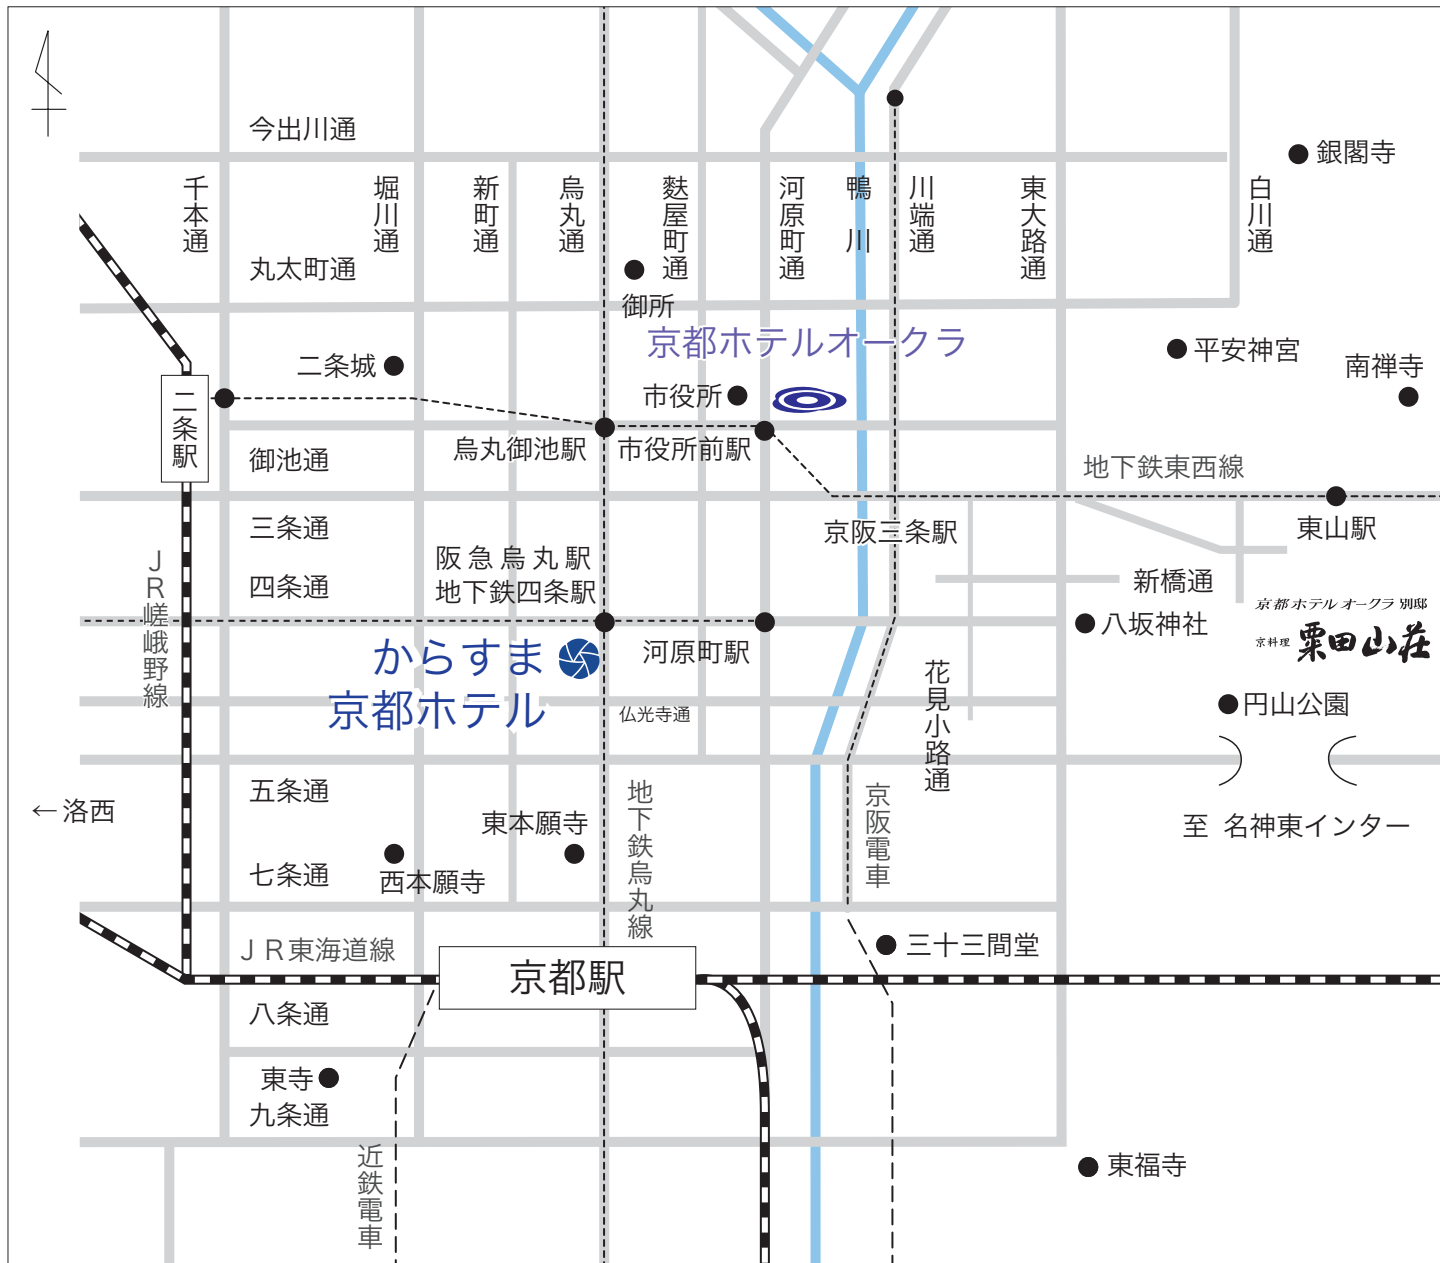 今出川通
銀閣寺
千本通
堀川通
新町通
烏丸通
麩屋町通
河原町通
鴨川
川端通
東大路通
白川通
丸太町通
御所
京都ホテルオークラ
二条城
市役所
平安神宮
南禅寺
二条駅
烏丸御池駅
市役所前駅
御池通
地下鉄東西線
三条通
京阪三条駅
東山駅
JR嵯峨野線
阪急烏丸駅
地下鉄四条駅
四条通
新橋通
京都ホテルオークラ 別邸
京料理 粟田山荘
八坂神社
からすま
京都ホテル
河原町駅
花見小路通
円山公園
仏光寺通
五条通
←洛西
地下鉄烏丸線
京阪電車
東本願寺
至 名神東インター
七条通
西本願寺
JR東海道線
京都駅
三十三間堂
八条通
東寺
九条通
近鉄電車
東福寺